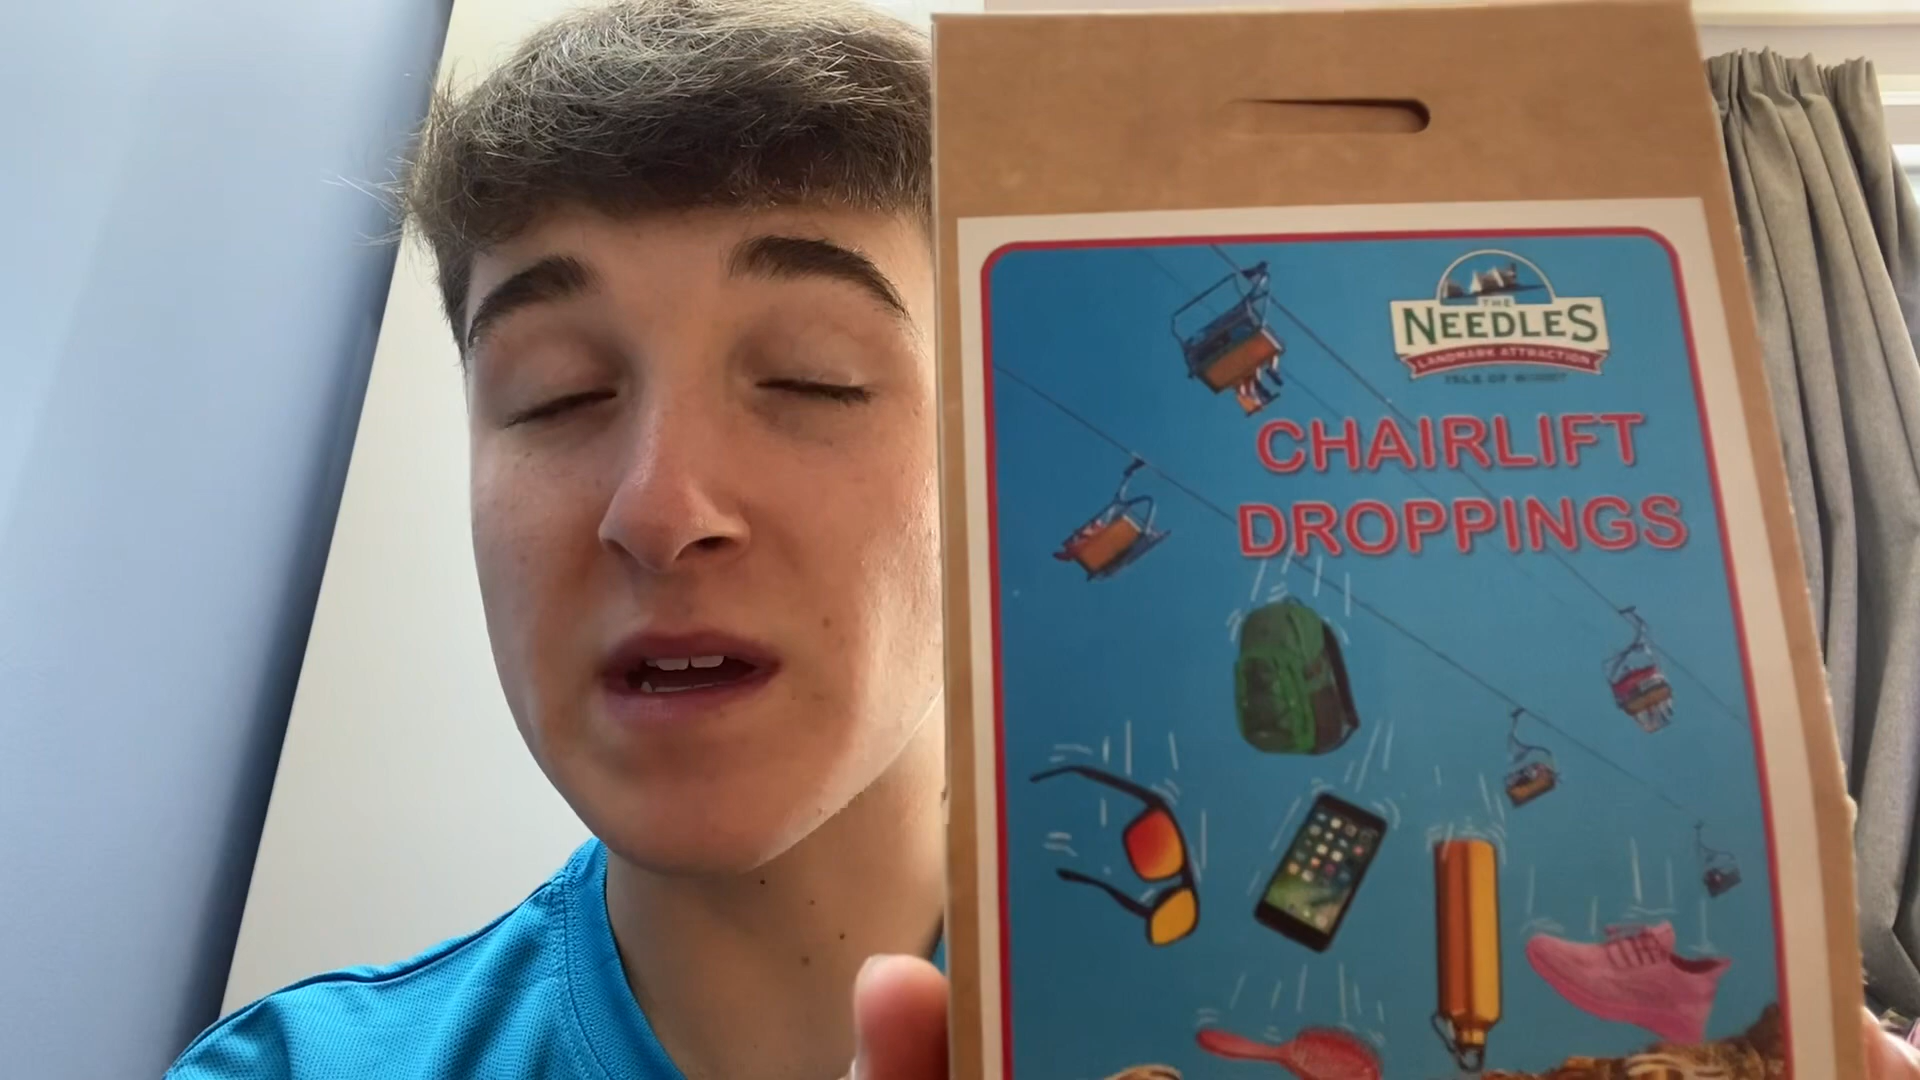 THE
NEEDLES
LANDMARK ATTRACTION
ISLE OF WIGHT
CHAIRLIFT
DROPPINGS